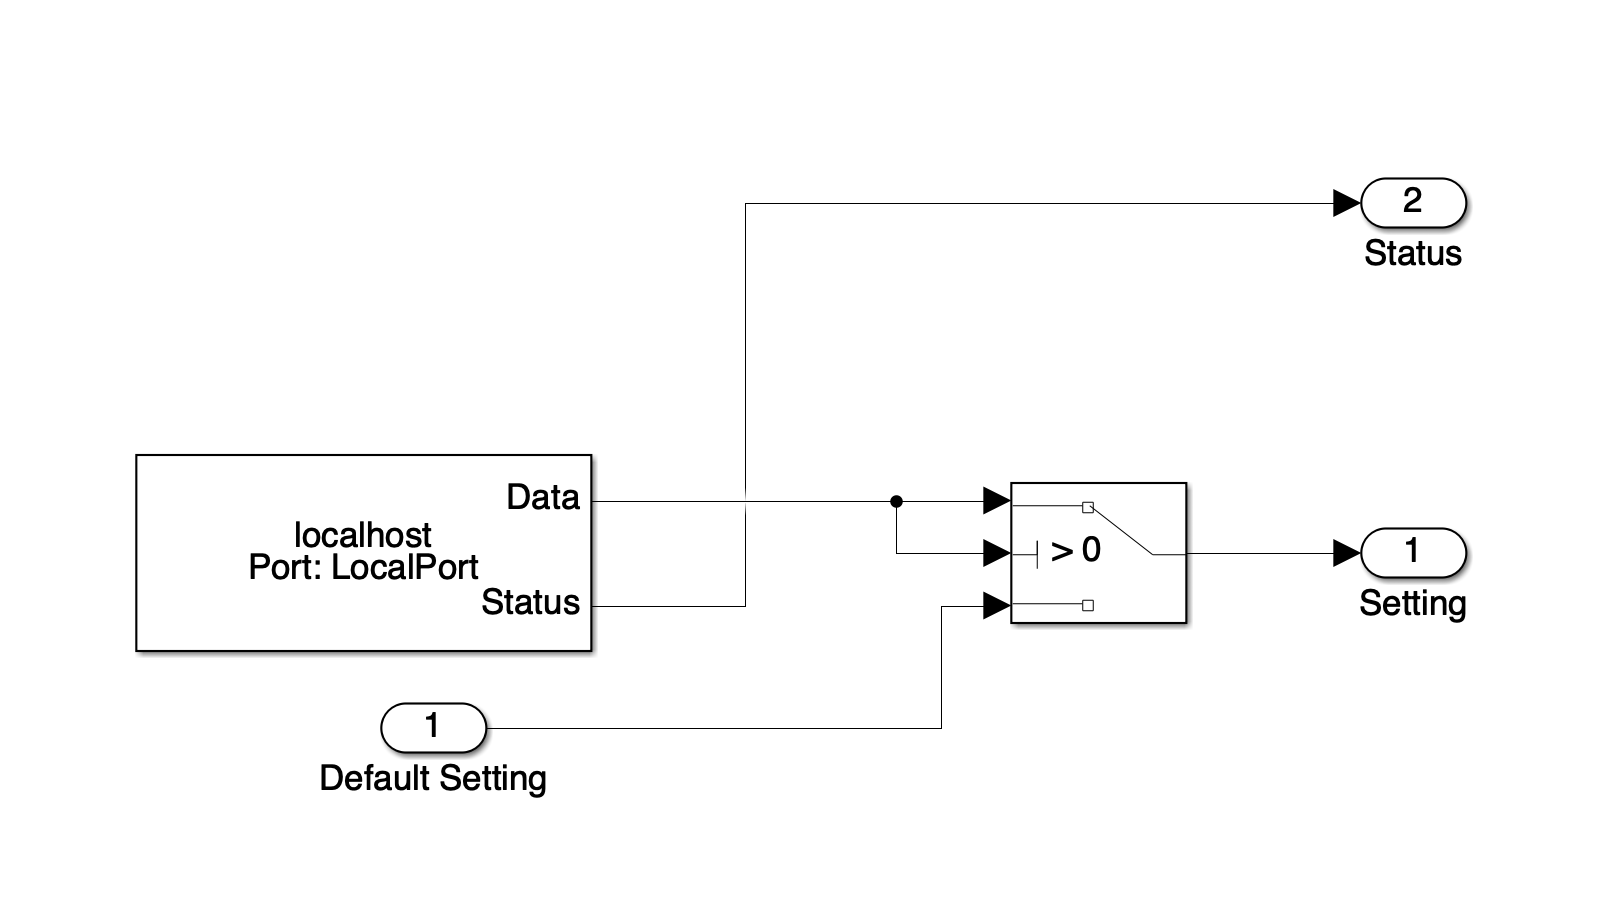 2
Status
Data
localhost
Port: LocalPort
Status
> 0
1
Setting
1
Default Setting